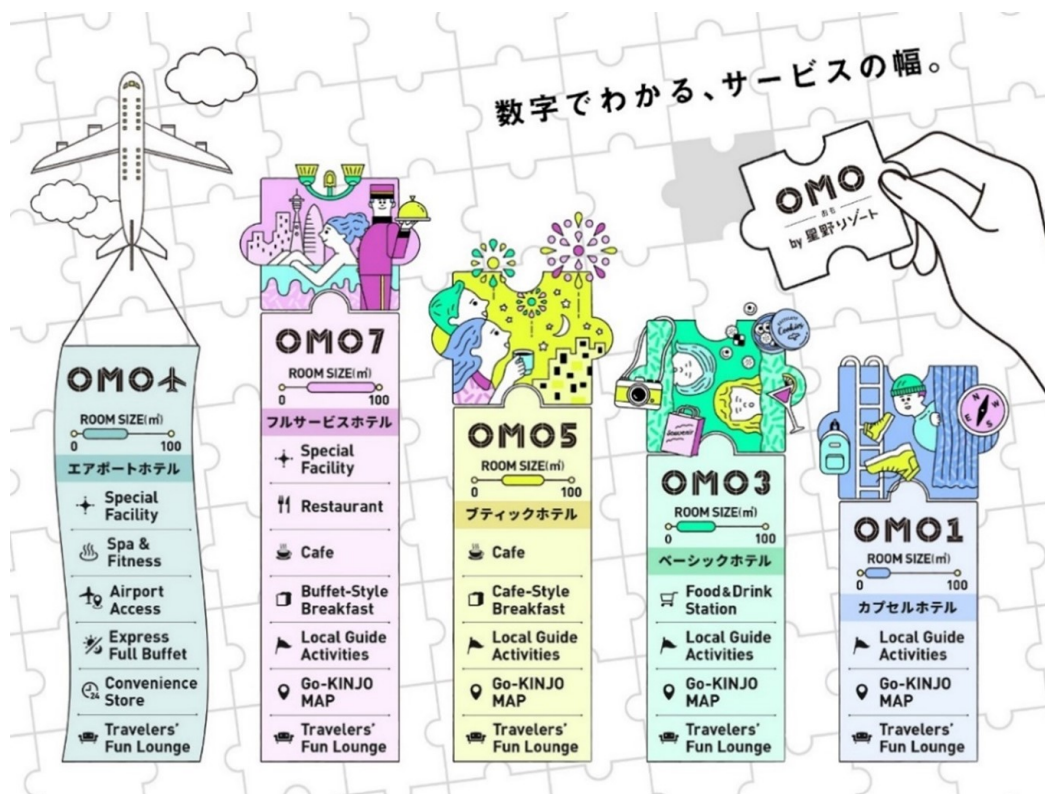 数字でわかる、サービスの幅。
OMO
おも
by 星野リゾート
OMO
ROOM SIZE(㎡)
0 100
エアポートホテル
Special
Facility
Spa &
Fitness
Airport
Access
Express
Full Buffet
24
Convenience
Store
Travelers'
Fun Lounge
OMO7
ROOM SIZE(㎡)
0 100
フルサービスホテル
Special
Facility
Restaurant
Cafe
Buffet-Style
Breakfast
Local Guide
Activities
Go-KINJO
MAP
Travelers'
Fun Lounge
OMO5
ROOM SIZE(㎡)
0 100
ブティックホテル
Cafe
Cafe-Style
Breakfast
Local Guide
Activities
Go-KINJO
MAP
Travelers'
Fun Lounge
Cookies
Souvenir
OMO3
ROOM SIZE(㎡)
0 100
ベーシックホテル
Food&Drink
Station
Local Guide
Activities
Go-KINJO
MAP
Travelers'
Fun Lounge
N
W
E
S
OMO1
ROOM SIZE(㎡)
0 100
カプセルホテル
Local Guide
Activities
Go-KINJO
MAP
Travelers'
Fun Lounge